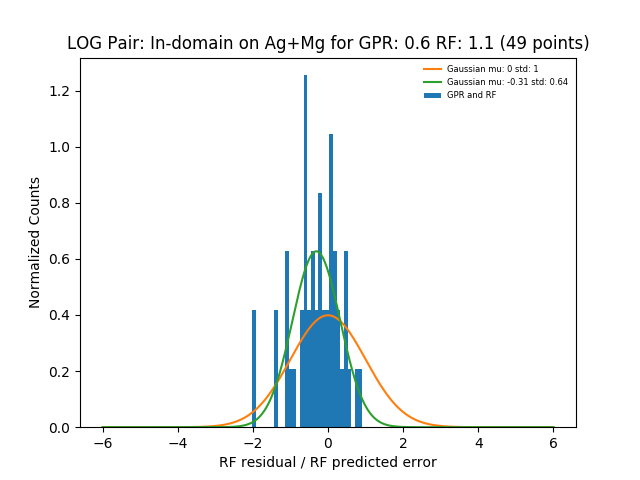 LOG Pair: In-domain on Ag+Mg for GPR: 0.6 RF: 1.1 (49 points)
Gaussian mu: 0 std: 1
Gaussian mu: -0.31 std: 0.64
GPR and RF
1.2
1.0
0.8
0.6
0.4
0.2
0.0
Normalized Counts
−6 −4 −2 0 2 4 6
RF residual / RF predicted error